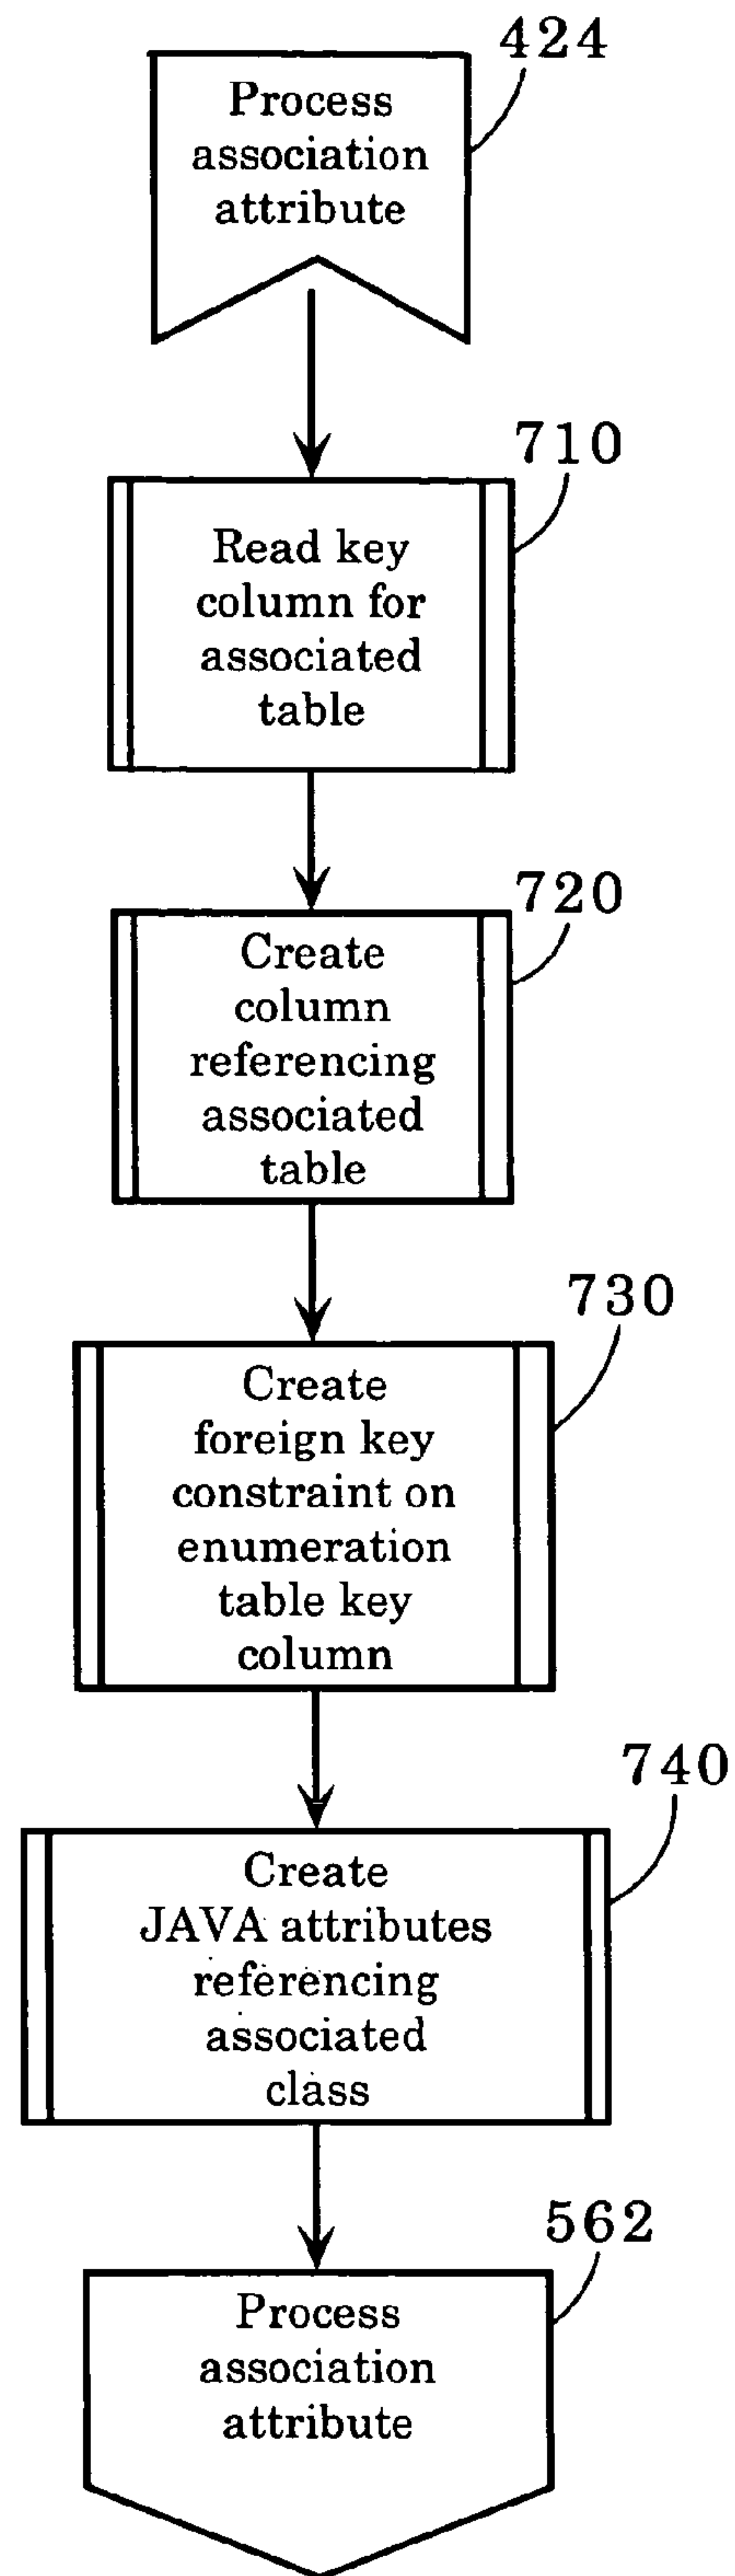 424
Process
association
attribute
710
Read key
column for
associated
table
720
Create
column
referencing
associated
table
730
Create
foreign key
constraint on
enumeration
table key
column
740
Create
JAVA attributes
referencing
associated
class
562
Process
association
attribute